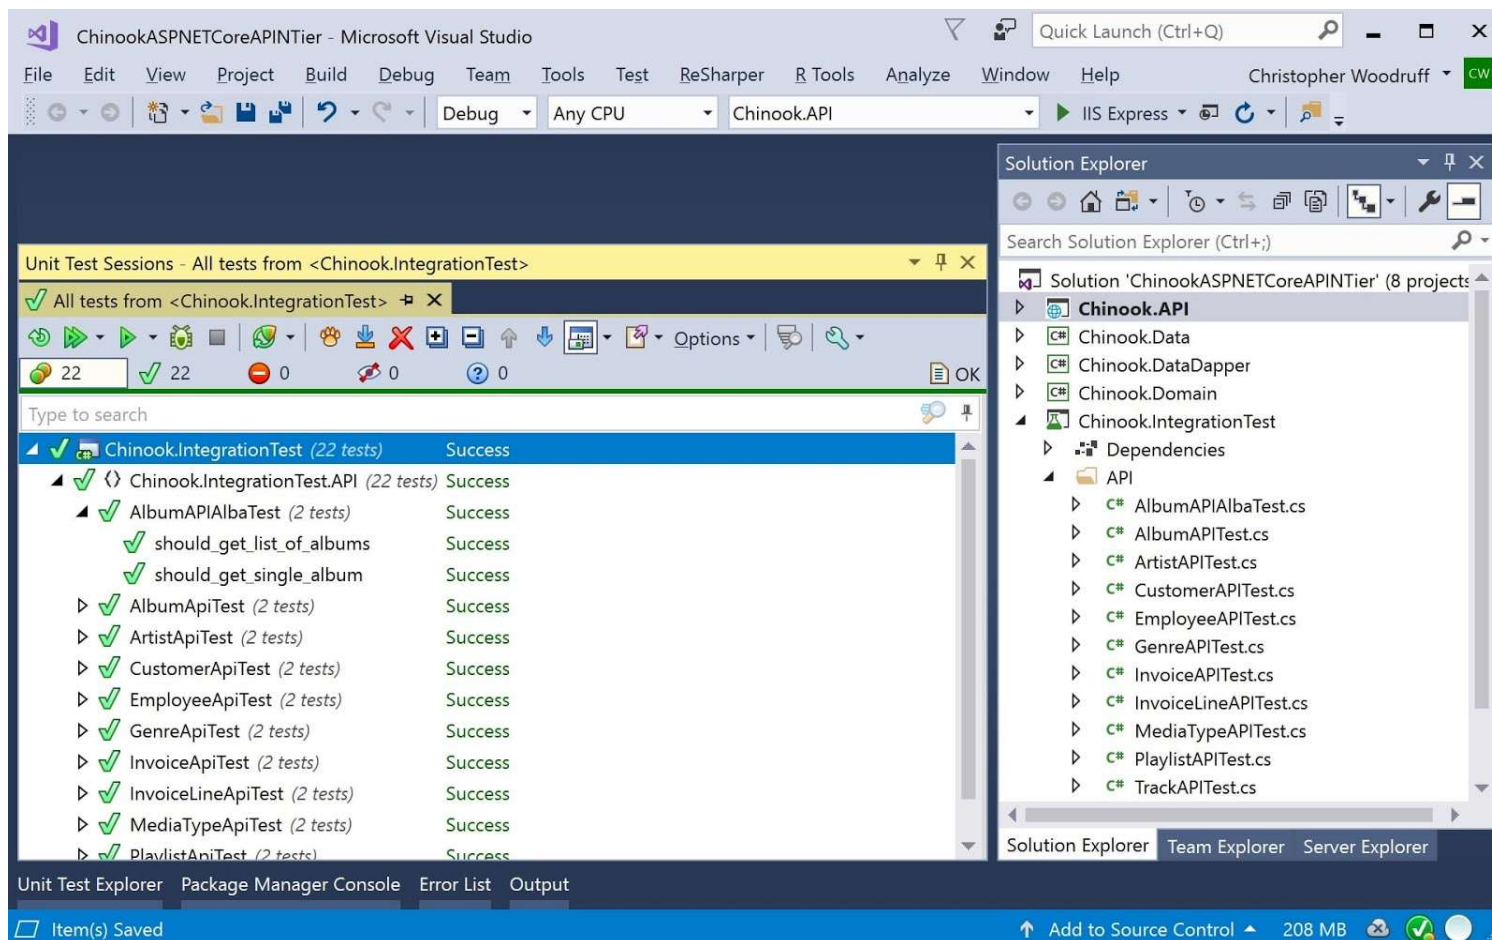 ChinookASPNETCoreAPINTier - Microsoft Visual Studio
Quick Launch (Ctrl+Q)
File Edit View Project Build Debug Team Tools Test ReSharper R Tools Analyze Window Help Christopher Woodruff CW
Debug Any CPU Chinook.API IIS Express
Unit Test Sessions - All tests from <Chinook.IntegrationTest>
All tests from <Chinook.IntegrationTest>
Options
22 22 0 0 0 OK
Type to search
Chinook.IntegrationTest (22 tests) Success
Chinook.IntegrationTest.API (22 tests) Success
AlbumAPIAlbaTest (2 tests) Success
should_get_list_of_albums Success
should_get_single_album Success
AlbumApiTest (2 tests) Success
ArtistApiTest (2 tests) Success
CustomerApiTest (2 tests) Success
EmployeeApiTest (2 tests) Success
GenreApiTest (2 tests) Success
InvoiceApiTest (2 tests) Success
InvoiceLineApiTest (2 tests) Success
MediaTypeApiTest (2 tests) Success
PlaylistApiTest (2 tests) Success
Solution Explorer
Search Solution Explorer (Ctrl+;)
Solution 'ChinookASPNETCoreAPINTier' (8 projects
Chinook.API
C# Chinook.Data
C# Chinook.DataDapper
C# Chinook.Domain
Chinook.IntegrationTest
Dependencies
API
C# AlbumAPIAlbaTest.cs
C# AlbumAPITest.cs
C# ArtistAPITest.cs
C# CustomerAPITest.cs
C# EmployeeAPITest.cs
C# GenreAPITest.cs
C# InvoiceAPITest.cs
C# InvoiceLineAPITest.cs
C# MediaTypeAPITest.cs
C# PlaylistAPITest.cs
C# TrackAPITest.cs
Solution Explorer Team Explorer Server Explorer
Unit Test Explorer Package Manager Console Error List Output
Item(s) Saved Add to Source Control 208 MB